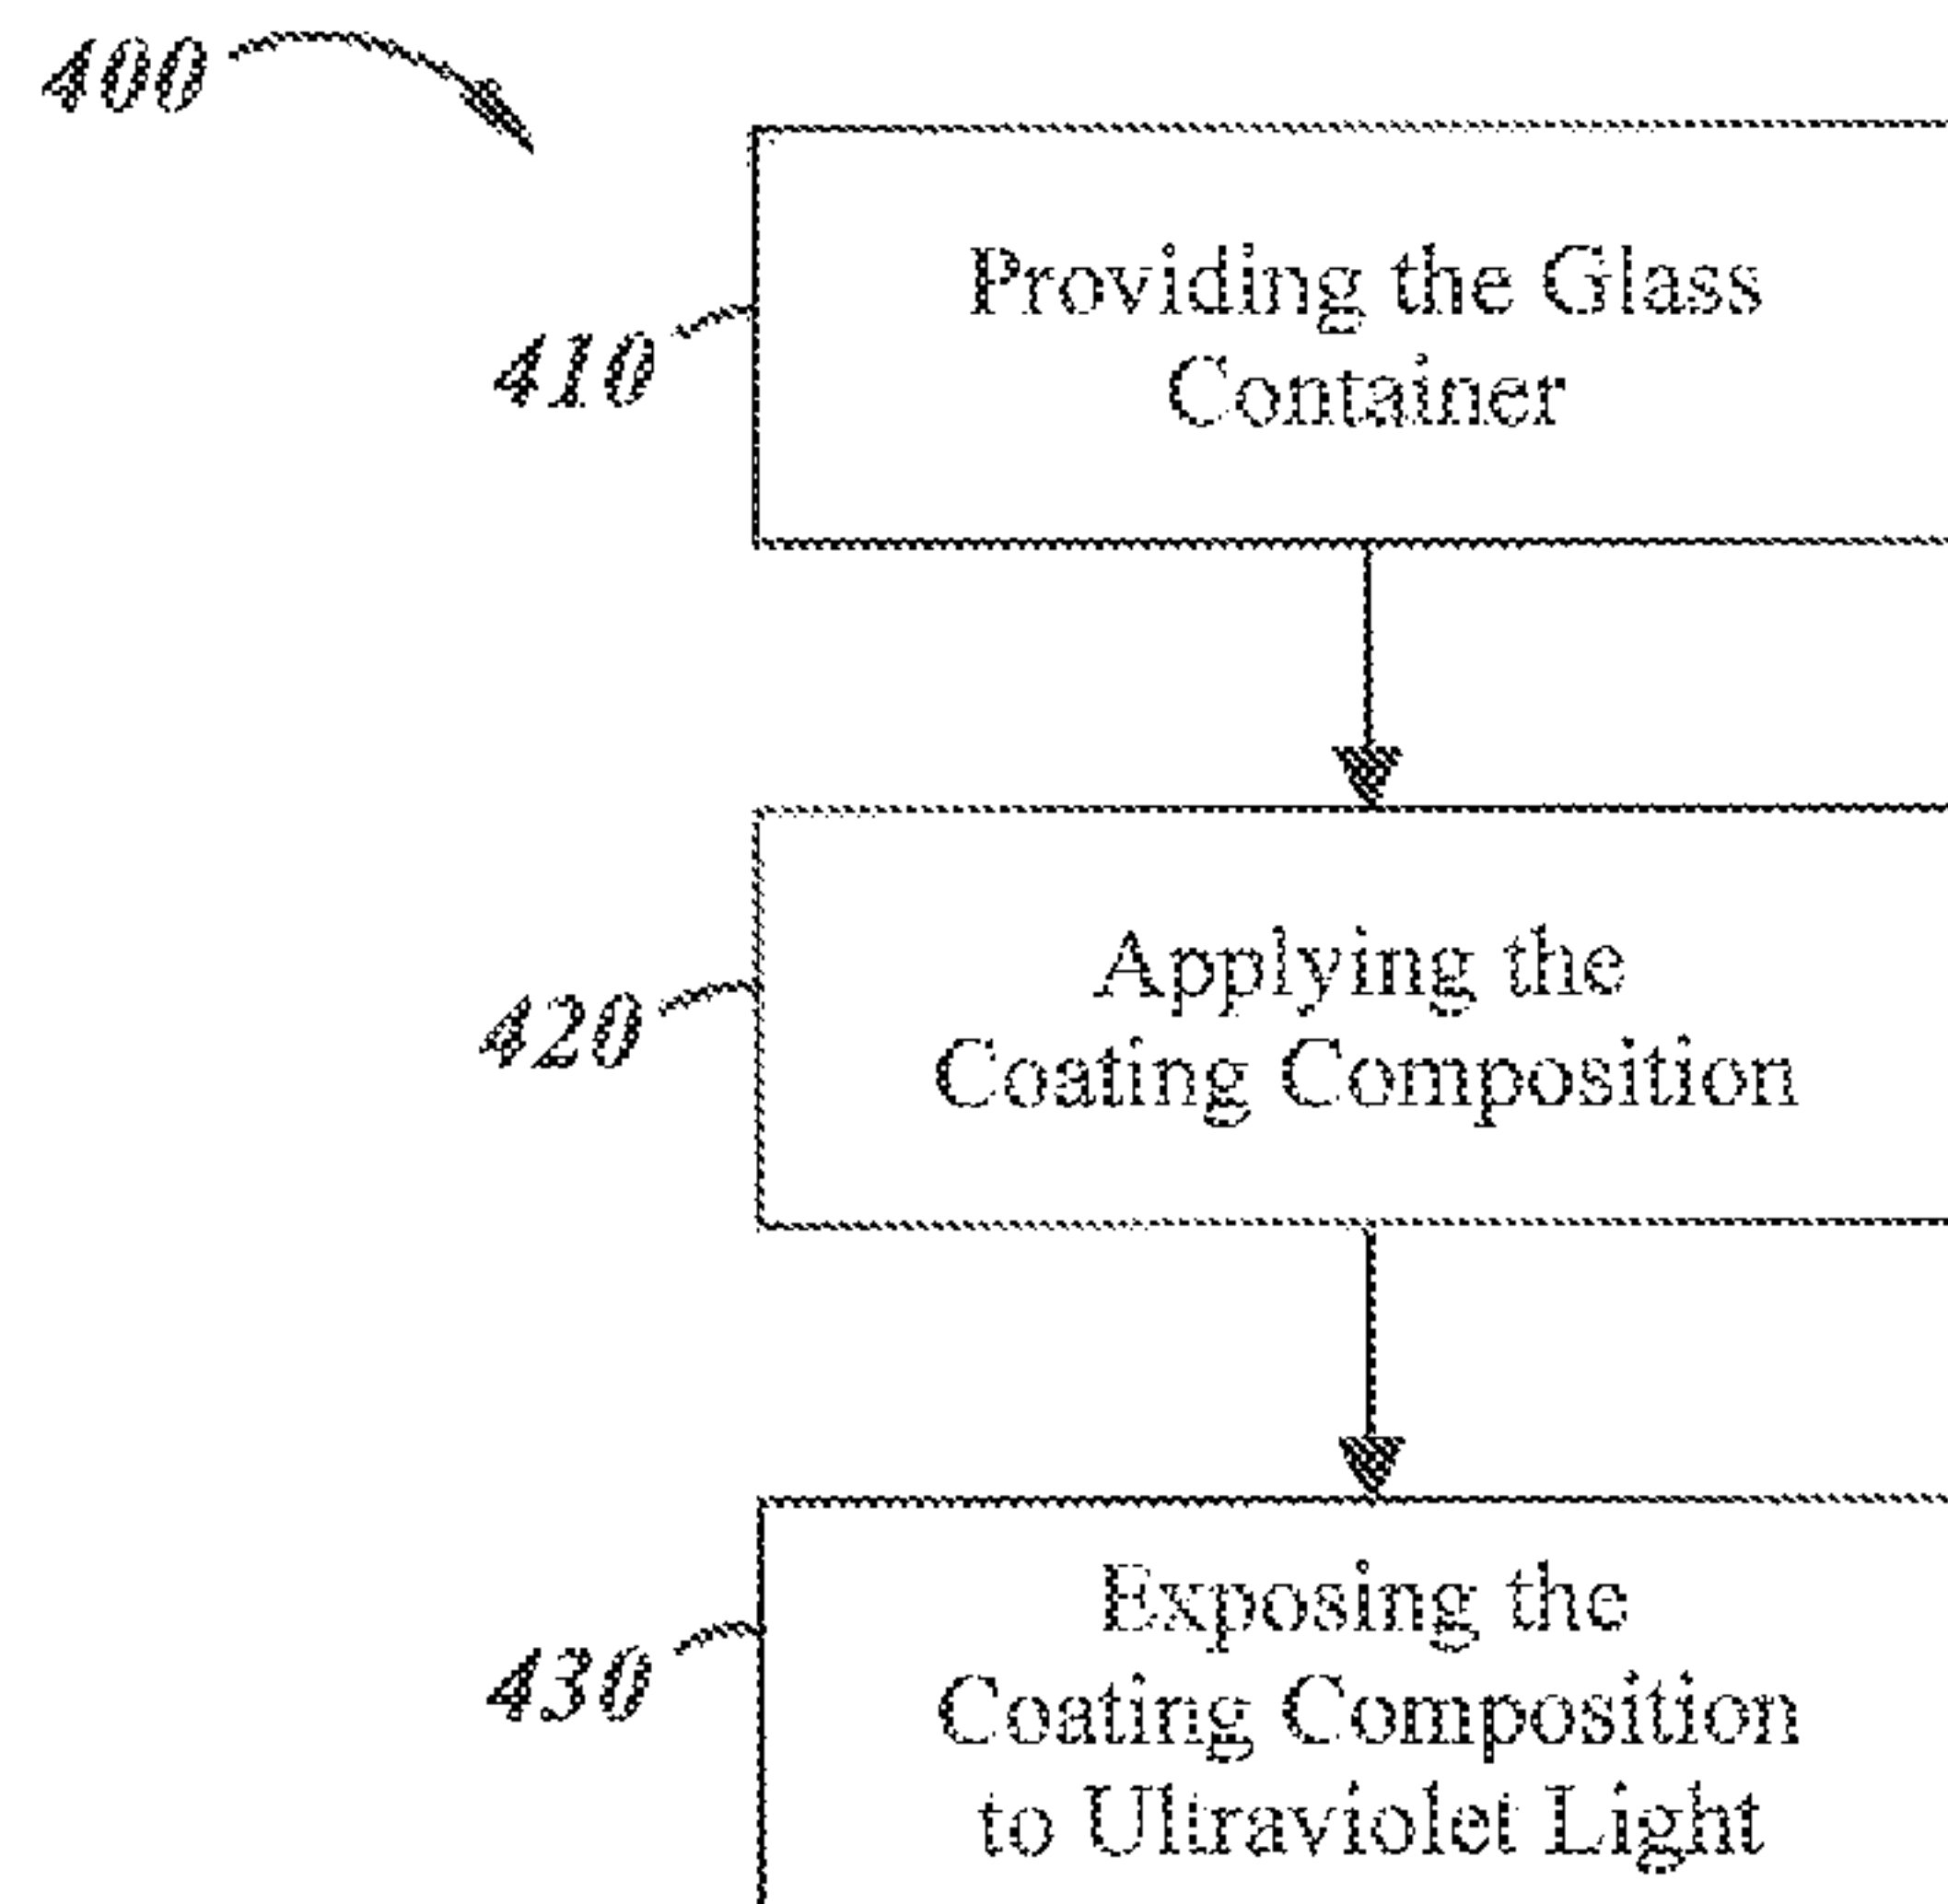 400
410
Providing the Glass
Container
420
Applying the
Coating Composition
430
Exposing the
Coating Composition
to Ultraviolet Light